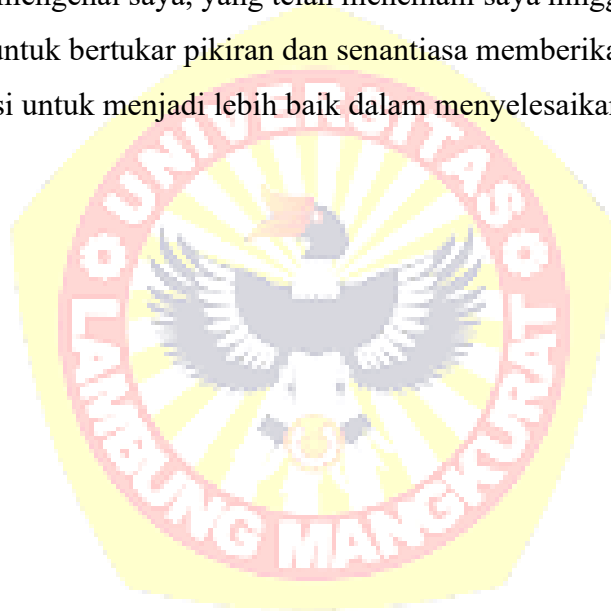 mengenal saya, yang telah menemani saya hingg
untuk bertukar pikiran dan senantiasa memberika
si untuk menjadi lebih baik dalam menyelesaikan
UNIVERSITAS
LAMBUNG MANGKURAT